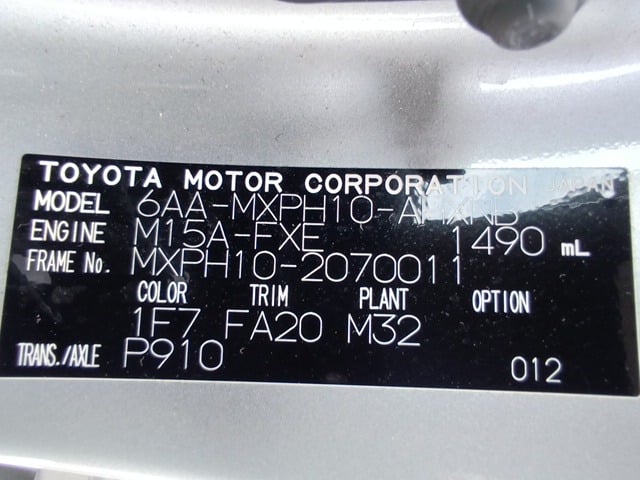 TOYOTA MOTOR CORPORATION JAPAN
MODEL 6AA-MXPH10-AHXNB
ENGINE M15A-FXE 1490 mL
FRAME No. MXPH10-2070011
COLOR TRIM PLANT OPTION
1F7 FA20 M32
TRANS./AXLE P910
012